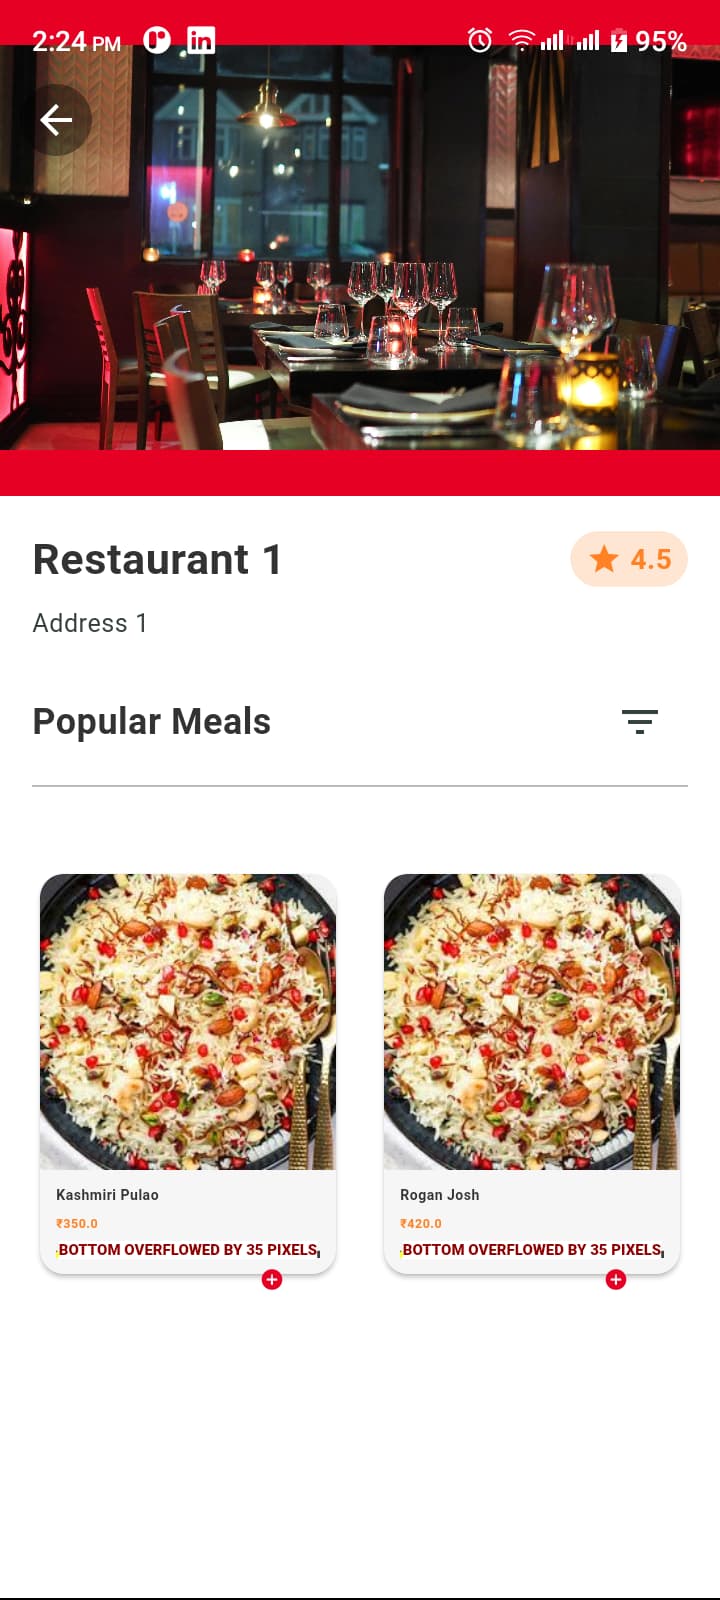 2:24 PM in 95%
Restaurant 1
4.5
Address 1
Popular Meals
Kashmiri Pulao
Rogan Josh
₹350.0
₹420.0
BOTTOM OVERFLOWED BY 35 PIXELS
BOTTOM OVERFLOWED BY 35 PIXELS